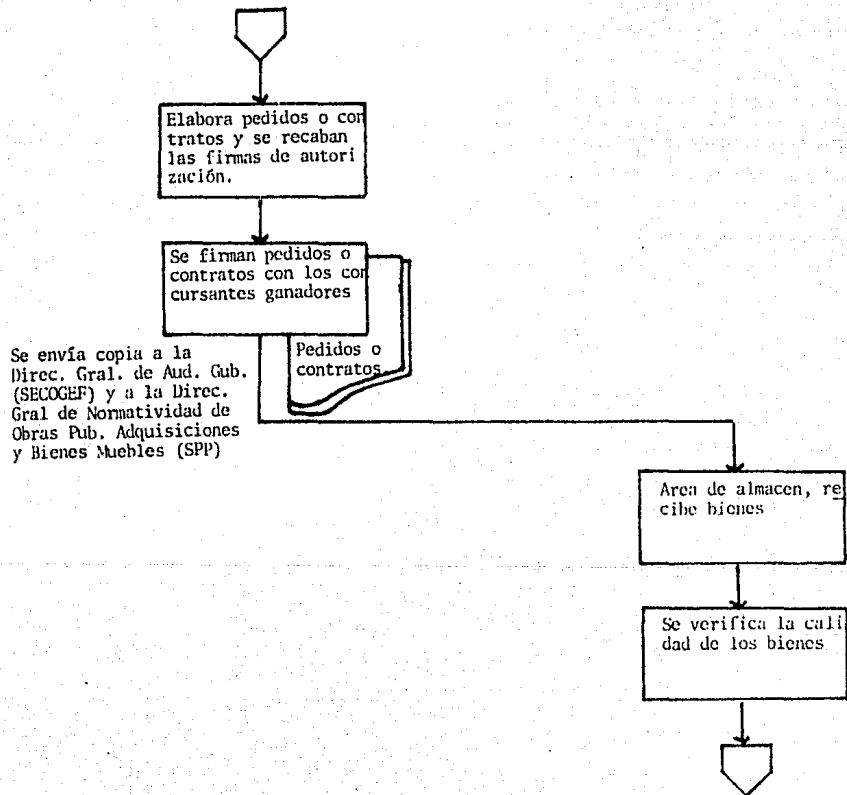 Elabora pedidos o con
tratos y se recaban
las firmas de autori
zación.
Se firman pedidos o
contratos con los con
cursantes ganadores
Pedidos o
contratos.
Se envía copia a la
Direc. Gral. de Aud. Gub.
(SECOGEF) y a la Direc.
Gral de Normatividad de
Obras Pub. Adquisiciones
y Bienes Muebles (SPP)
Area de almacen, re
cibe bienes
Se verifica la cali
dad de los bienes